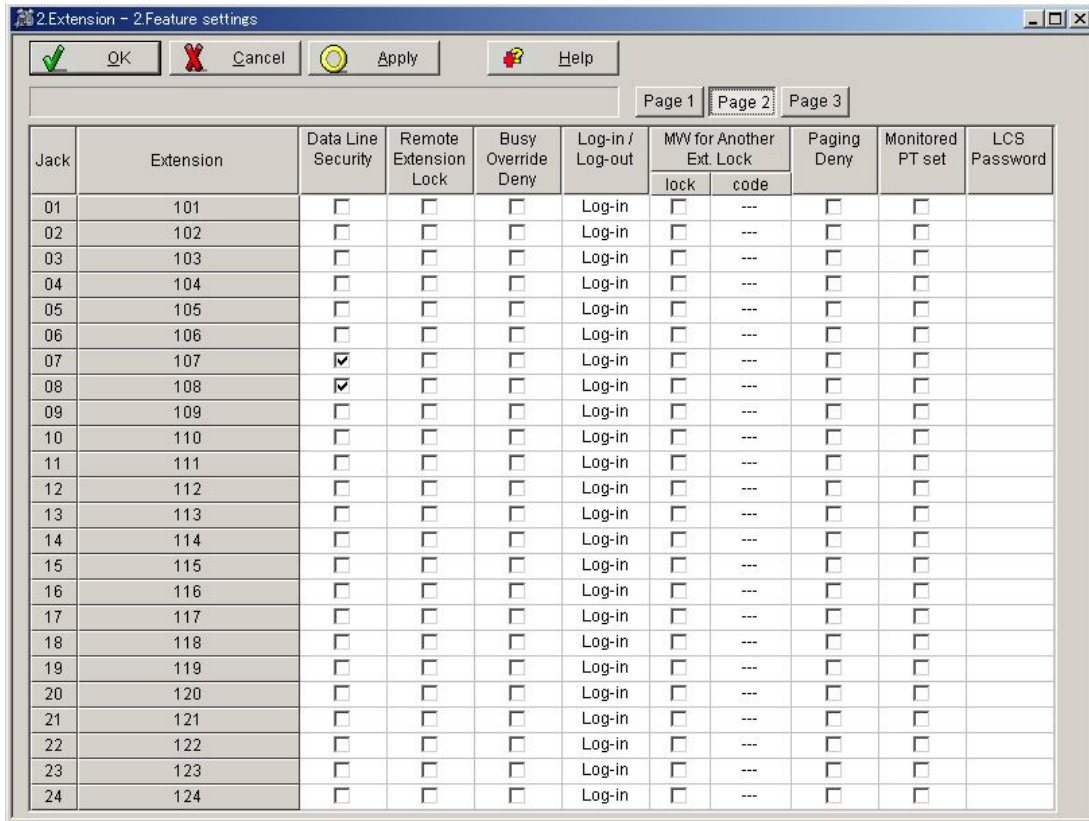 2.Extension - 2.Feature settings
OK Cancel Apply Help
Page 1 Page 2 Page 3
Jack Extension Data Line Security Remote Extension Lock Busy Override Deny Log-in / Log-out MW for Another Ext. Lock lock code Paging Deny Monitored PT set LCS Password
01 101 Log-in ---
02 102 Log-in ---
03 103 Log-in ---
04 104 Log-in ---
05 105 Log-in ---
06 106 Log-in ---
07 107 Log-in ---
08 108 Log-in ---
09 109 Log-in ---
10 110 Log-in ---
11 111 Log-in ---
12 112 Log-in ---
13 113 Log-in ---
14 114 Log-in ---
15 115 Log-in ---
16 116 Log-in ---
17 117 Log-in ---
18 118 Log-in ---
19 119 Log-in ---
20 120 Log-in ---
21 121 Log-in ---
22 122 Log-in ---
23 123 Log-in ---
24 124 Log-in ---